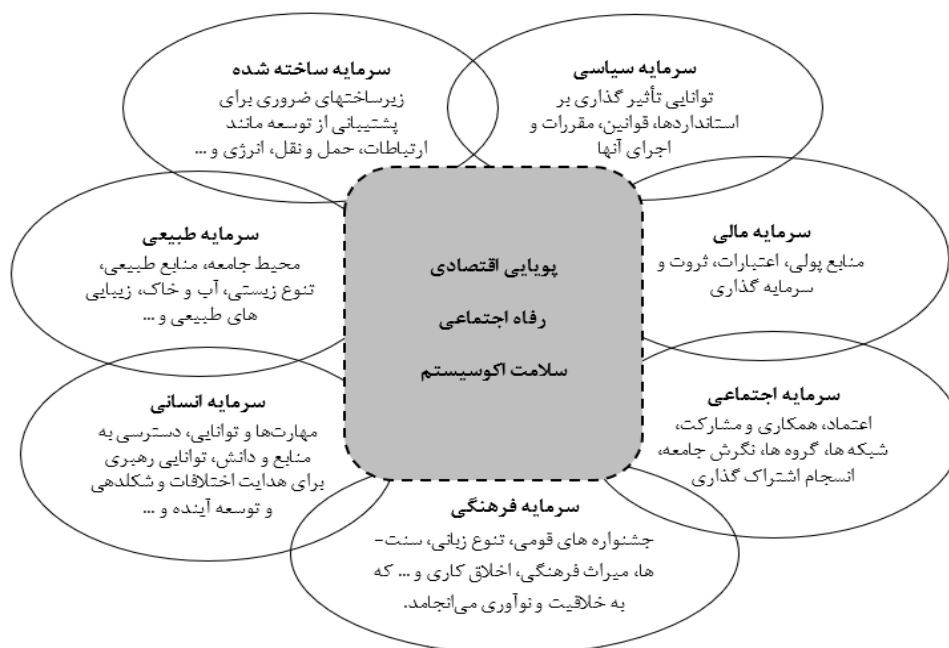 سرمایه سیاسی
توانایی تأثیر گذاری بر
استانداردها، قوانین، مقررات و
اجرای آنها
سرمایه ساخته شده
زیرساختهای ضروری برای
پشتیبانی از توسعه مانند
ارتباطات، حمل و نقل، انرژی و ...
سرمایه مالی
منابع پولی، اعتبارات، ثروت و
سرمایه گذاری
پویایی اقتصادی
رفاه اجتماعی
سلامت اکوسیستم
سرمایه طبیعی
محیط جامعه، منابع طبیعی،
تنوع زیستی، آب و خاک، زیبایی
های طبیعی و ...
سرمایه اجتماعی
اعتماد، همکاری و مشارکت،
شبکه ها، گروه ها، نگرش جامعه،
انسجام اشتراک گذاری
سرمایه انسانی
مهارت‌ها و توانایی، دسترسی به
منابع و دانش، توانایی رهبری
برای هدایت اختلاقات و شکلدهی
و توسعه آینده و ...
سرمایه فرهنگی
جشنواره های قومی، تنوع زبانی، سنت-
ها، میراث فرهنگی، اخلاق کاری و ... که
به خلاقیت و نوآوری می‌انجامد.